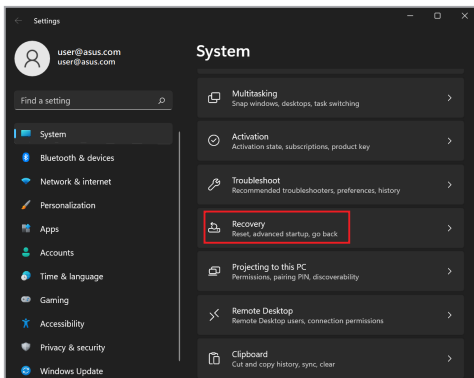 Settings
user@asus.com
user@asus.com
Find a setting
System
Bluetooth & devices
Network & internet
Personalization
Apps
Accounts
Time & language
Gaming
Accessibility
Privacy & security
Windows Update
System
Multitasking
Snap windows, desktops, task switching
Activation
Activation state, subscriptions, product key
Troubleshoot
Recommended troubleshooters, preferences, history
Recovery
Reset, advanced startup, go back
Projecting to this PC
Permissions, pairing PIN, discoverability
Remote Desktop
Remote Desktop users, connection permissions
Clipboard
Cut and copy history, sync, clear